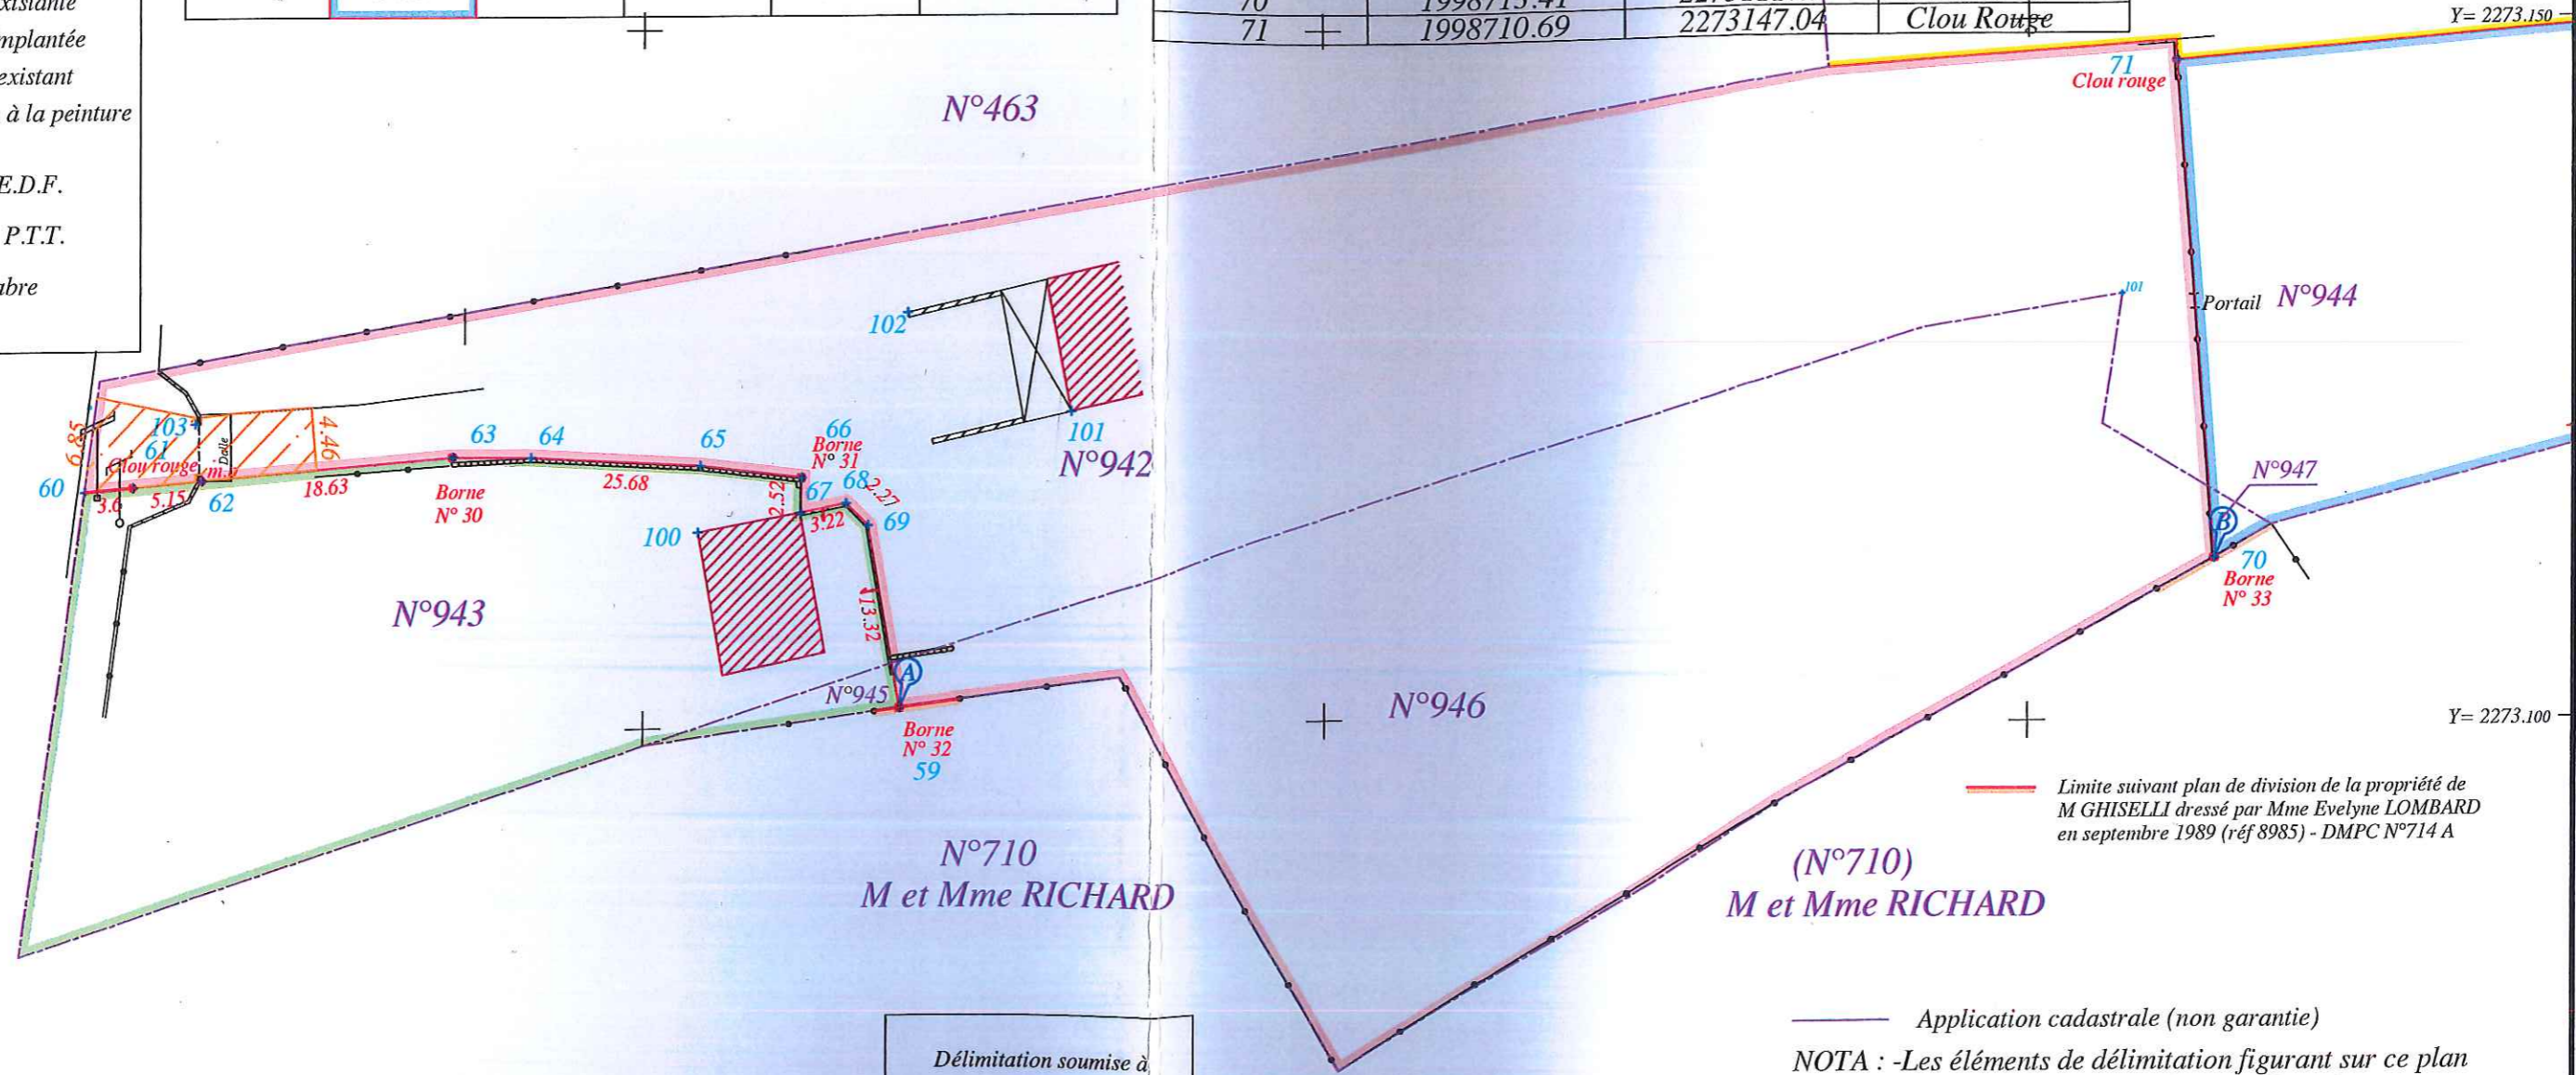 mplantée
existant
à la peinture
E.D.F.
P.T.T.
71 1998710.69 2273147.04 Clou Rouge
Y= 2273.150
71
Clou rouge
N°463
102
101
N°942
101
Portail
N°944
N°947
B
70
Borne
N° 33
6.85
103
61
Clou rouge
m.
Dalle
4.46
60
3.6
5.15
62
18.63
63
Borne
N° 30
64
25.68
65
66
Borne
N° 31
2.52
67
68
2.27
3.22
69
100
13.32
N°943
N°945
A
Borne
N° 32
59
N°946
Y= 2273.100
Limite suivant plan de division de la propriété de
M GHISELLI dressé par Mme Evelyne LOMBARD
en septembre 1989 (réf 8985) - DMPC N°714 A
N°710
M et Mme RICHARD
(N°710)
M et Mme RICHARD
Application cadastrale (non garantie)
Délimitation soumise à
NOTA : -Les éléments de délimitation figurant sur ce plan